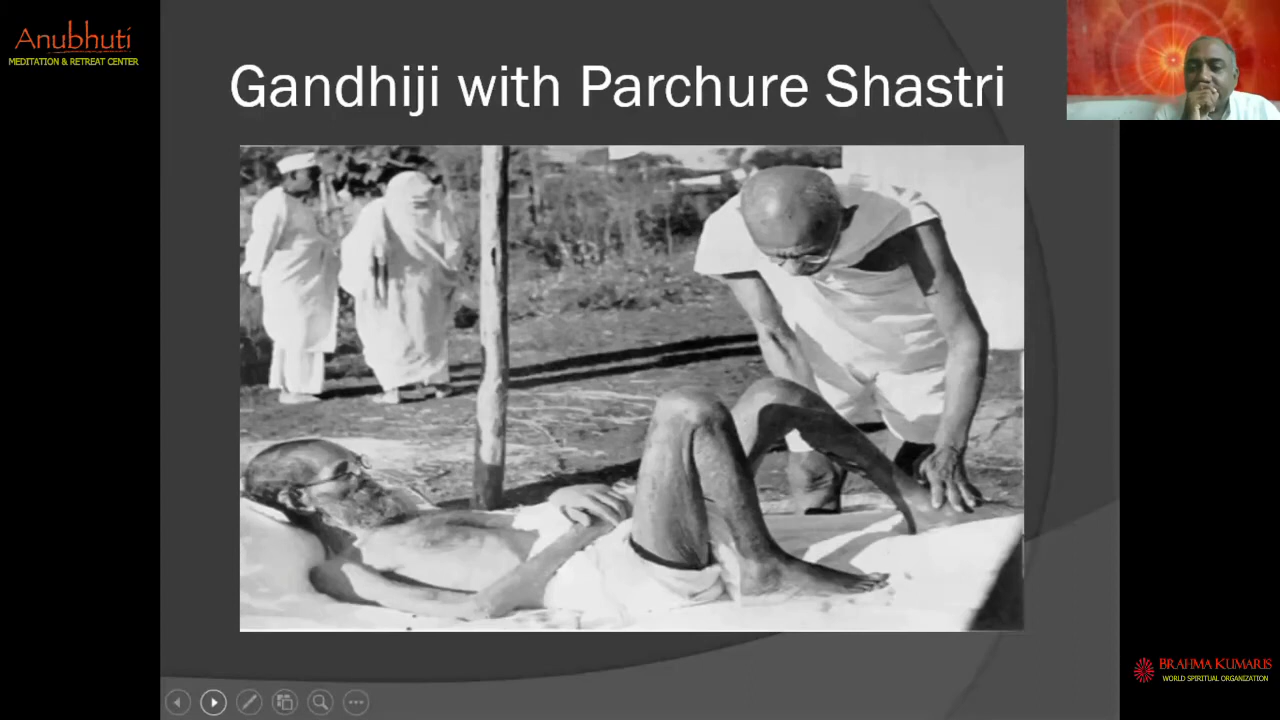 Anubhuti
MEDITATION & RETREAT CENTER
Gandhiji with Parchure Shastri
BRAHMA KUMARIS
WORLD SPIRITUAL ORGANIZATION